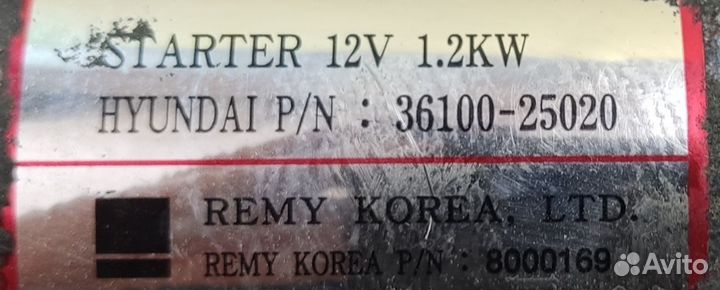 STARTER 12V 1.2KW
HYUNDAI P/N : 36100-25020
REMY KOREA, LTD.
REMY KOREA P/N : 8000169
Avito